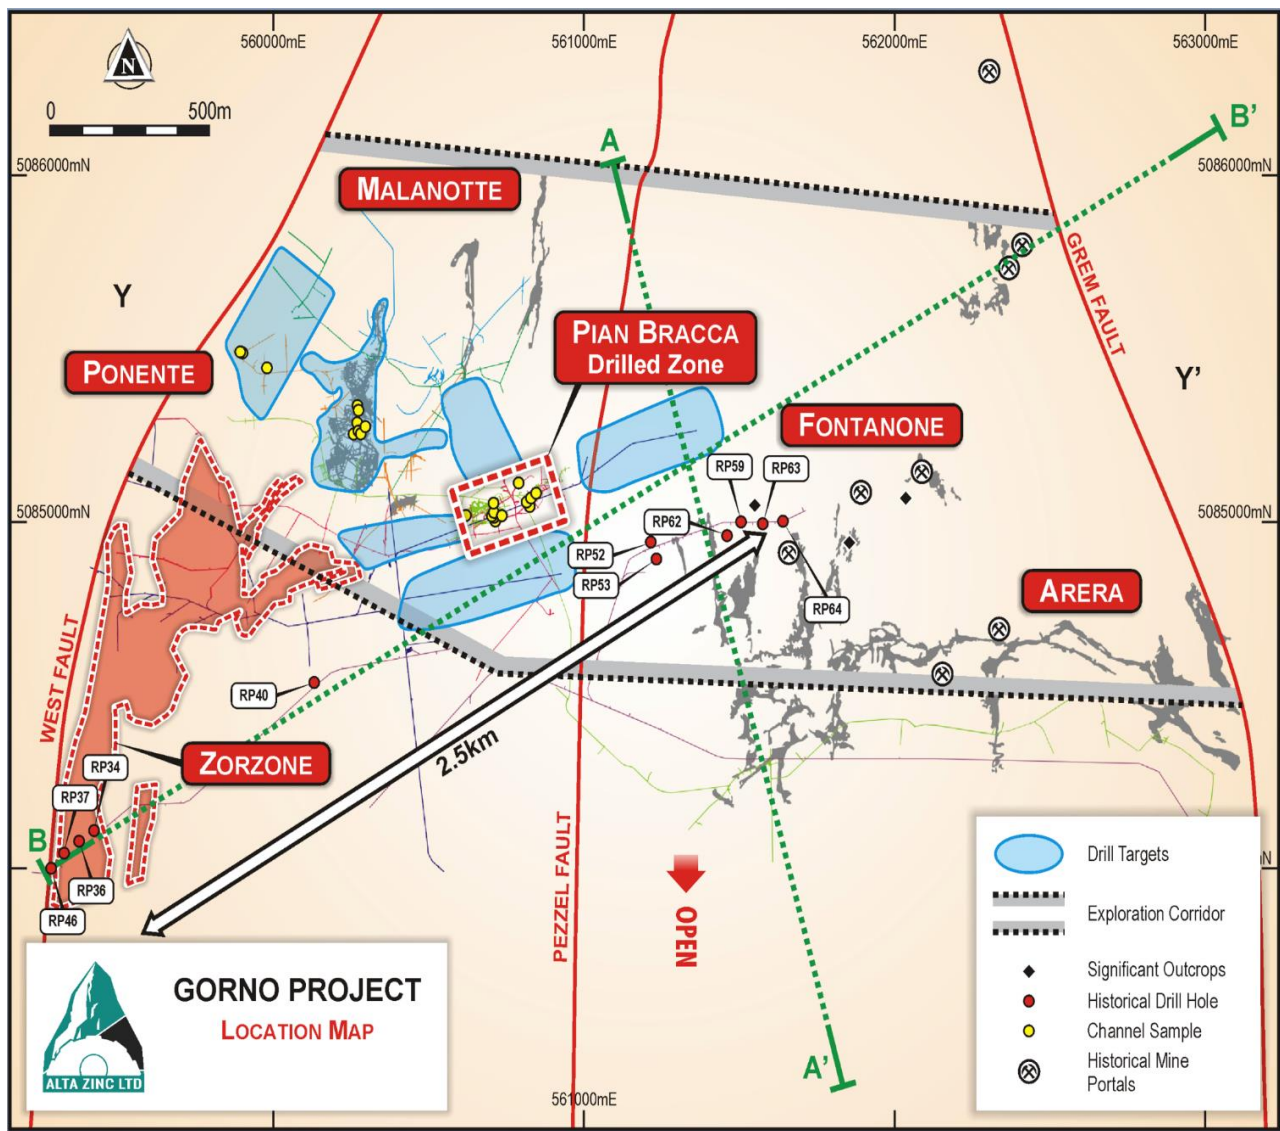 560000mE
561000mE
562000mE
563000mE
N
0 500m
5086000mN
5086000mN
A
B'
MALANOTTE
GREM FAULT
Y
Y'
PONENTE
PIAN BRACCA
Drilled Zone
FONTANONE
RP59
RP63
5085000mN
5085000mN
RP62
RP52
RP53
RP64
ARERA
WEST FAULT
RP40
2.5km
ZORZONE
RP34
RP37
B
RP36
RP46
PEZZEL FAULT
OPEN
mN
A'
561000mE
GORNO PROJECT
LOCATION MAP
ALTA ZINC LTD
Drill Targets
Exploration Corridor
Significant Outcrops
Historical Drill Hole
Channel Sample
Historical Mine
Portals